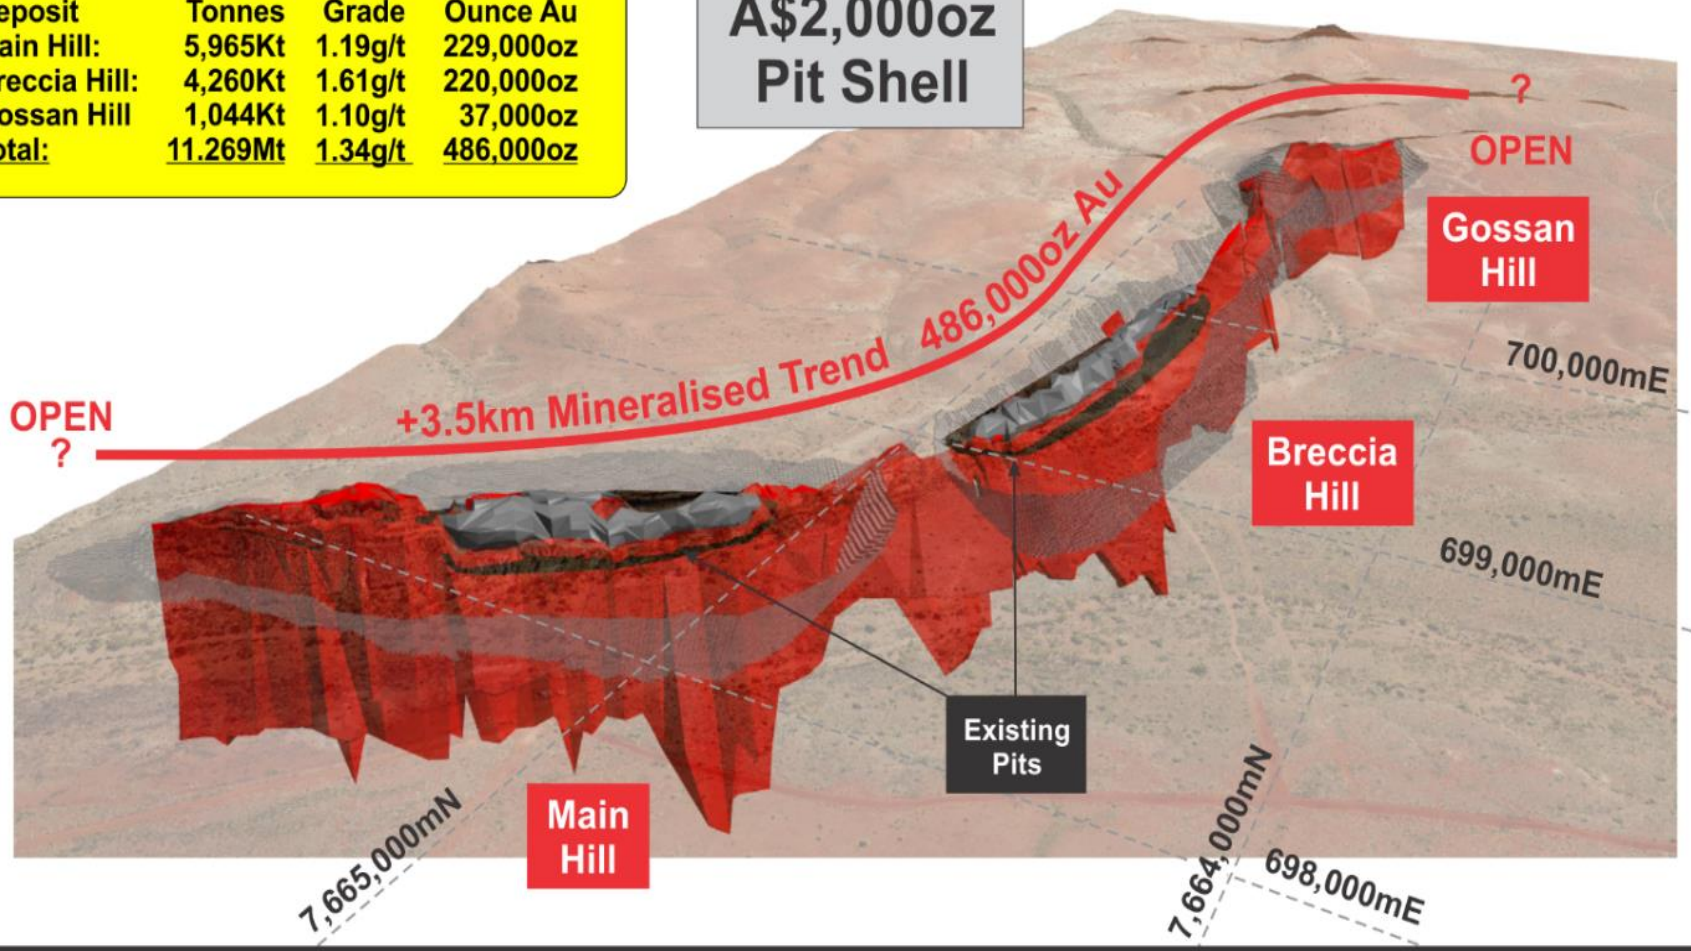 eposit Tonnes Grade Ounce Au
ain Hill: 5,965Kt 1.19g/t 229,000oz
reccia Hill: 4,260Kt 1.61g/t 220,000oz
ossan Hill 1,044Kt 1.10g/t 37,000oz
otal: 11.269Mt 1.34g/t 486,000oz
A$2,000oz
Pit Shell
?
OPEN
Gossan
Hill
+3.5km Mineralised Trend 486,000oz Au
700,000mE
OPEN
?
Breccia
Hill
699,000mE
Existing
Pits
Main
Hill
7,665,000mN
7,664,000mN
698,000mE